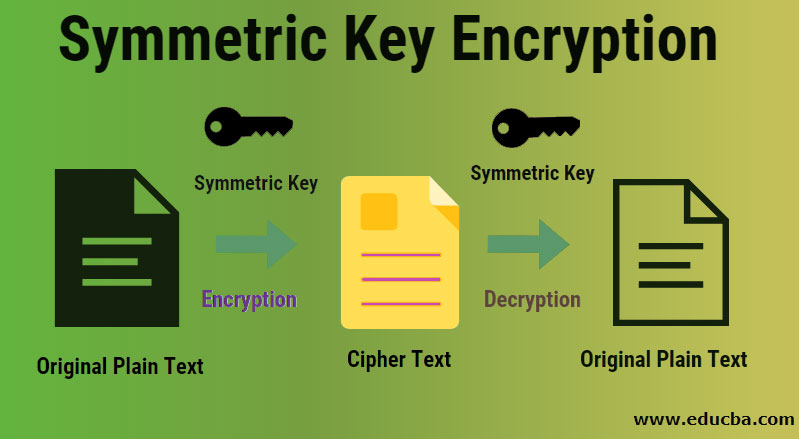 Symmetric Key Encryption
Symmetric Key
Symmetric Key
Encryption
Decryption
Original Plain Text
Cipher Text
Original Plain Text
www.educba.com